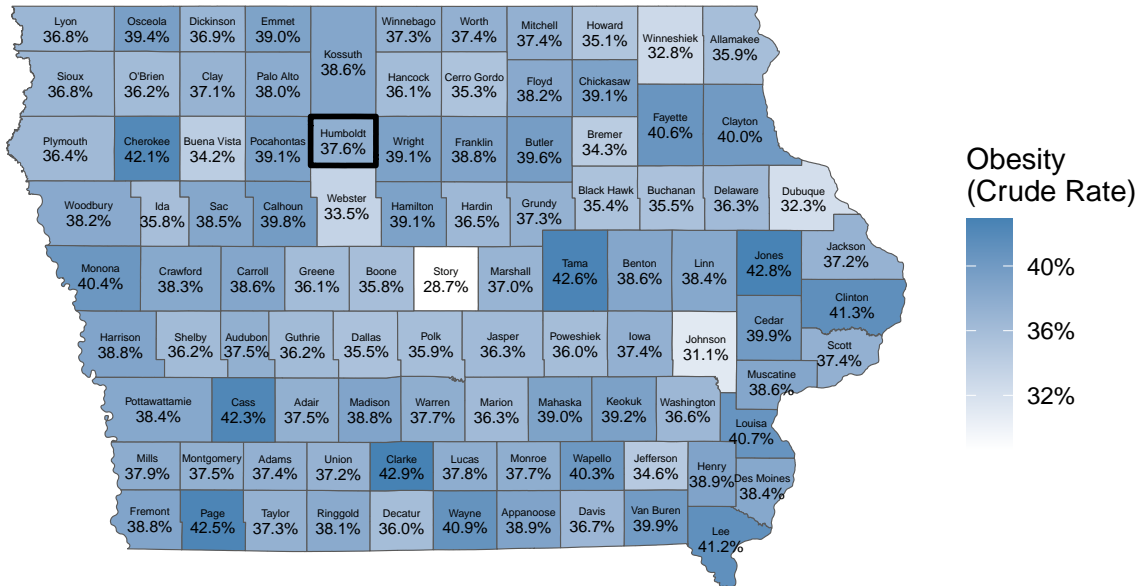 Lyon Osceola Dickinson Emmet Winnebago Worth Mitchell Howard Winneshiek Allamakee
36.8% 39.4% 36.9% 39.0% 37.3% 37.4% 37.4% 35.1% 32.8% 35.9%
Kossuth
38.6%
Sioux O'Brien Clay Palo Alto Hancock Cerro Gordo Floyd Chickasaw
36.8% 36.2% 37.1% 38.0% 36.1% 35.3% 38.2% 39.1%
Fayette Clayton
40.6% 40.0%
Plymouth Cherokee Buena Vista Pocahontas Humboldt Wright Franklin Butler Bremer
36.4% 42.1% 34.2% 39.1% 37.6% 39.1% 38.8% 39.6% 34.3%
Woodbury Ida Sac Calhoun Webster Hamilton Hardin Grundy Black Hawk Buchanan Delaware Dubuque
38.2% 35.8% 38.5% 39.8% 33.5% 39.1% 36.5% 37.3% 35.4% 35.5% 36.3% 32.3%
Monona Crawford Carroll Greene Boone Story Marshall Tama Benton Linn Jones Jackson
40.4% 38.3% 38.6% 36.1% 35.8% 28.7% 37.0% 42.6% 38.6% 38.4% 42.8% 37.2%
Clinton
41.3%
Harrison Shelby Audubon Guthrie Dallas Polk Jasper Poweshiek Iowa Johnson Cedar Scott
38.8% 36.2% 37.5% 36.2% 35.5% 35.9% 36.3% 36.0% 37.4% 31.1% 39.9% 37.4%
Muscatine
38.6%
Pottawattamie Cass Adair Madison Warren Marion Mahaska Keokuk Washington
38.4% 42.3% 37.5% 38.8% 37.7% 36.3% 39.0% 39.2% 36.6%
Louisa
40.7%
Mills Montgomery Adams Union Clarke Lucas Monroe Wapello Jefferson Henry Des Moines
37.9% 37.5% 37.4% 37.2% 42.9% 37.8% 37.7% 40.3% 34.6% 38.9% 38.4%
Fremont Page Taylor Ringgold Decatur Wayne Appanoose Davis Van Buren Lee
38.8% 42.5% 37.3% 38.1% 36.0% 40.9% 38.9% 36.7% 39.9% 41.2%
Obesity
(Crude Rate)
40%
36%
32%